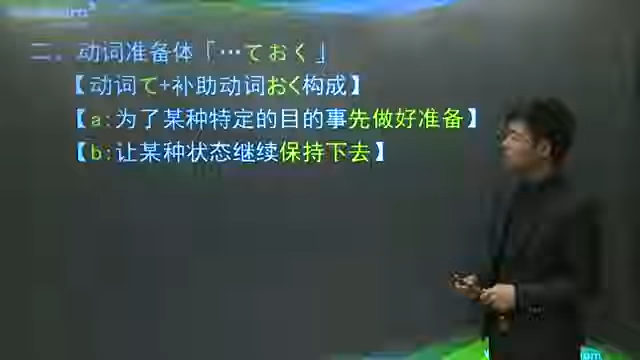 二．动词准备体「…ておく」
【动词て+补助动词おく构成】
【a:为了某种特定的目的事先做好准备】
【b:让某种状态继续保持下去】